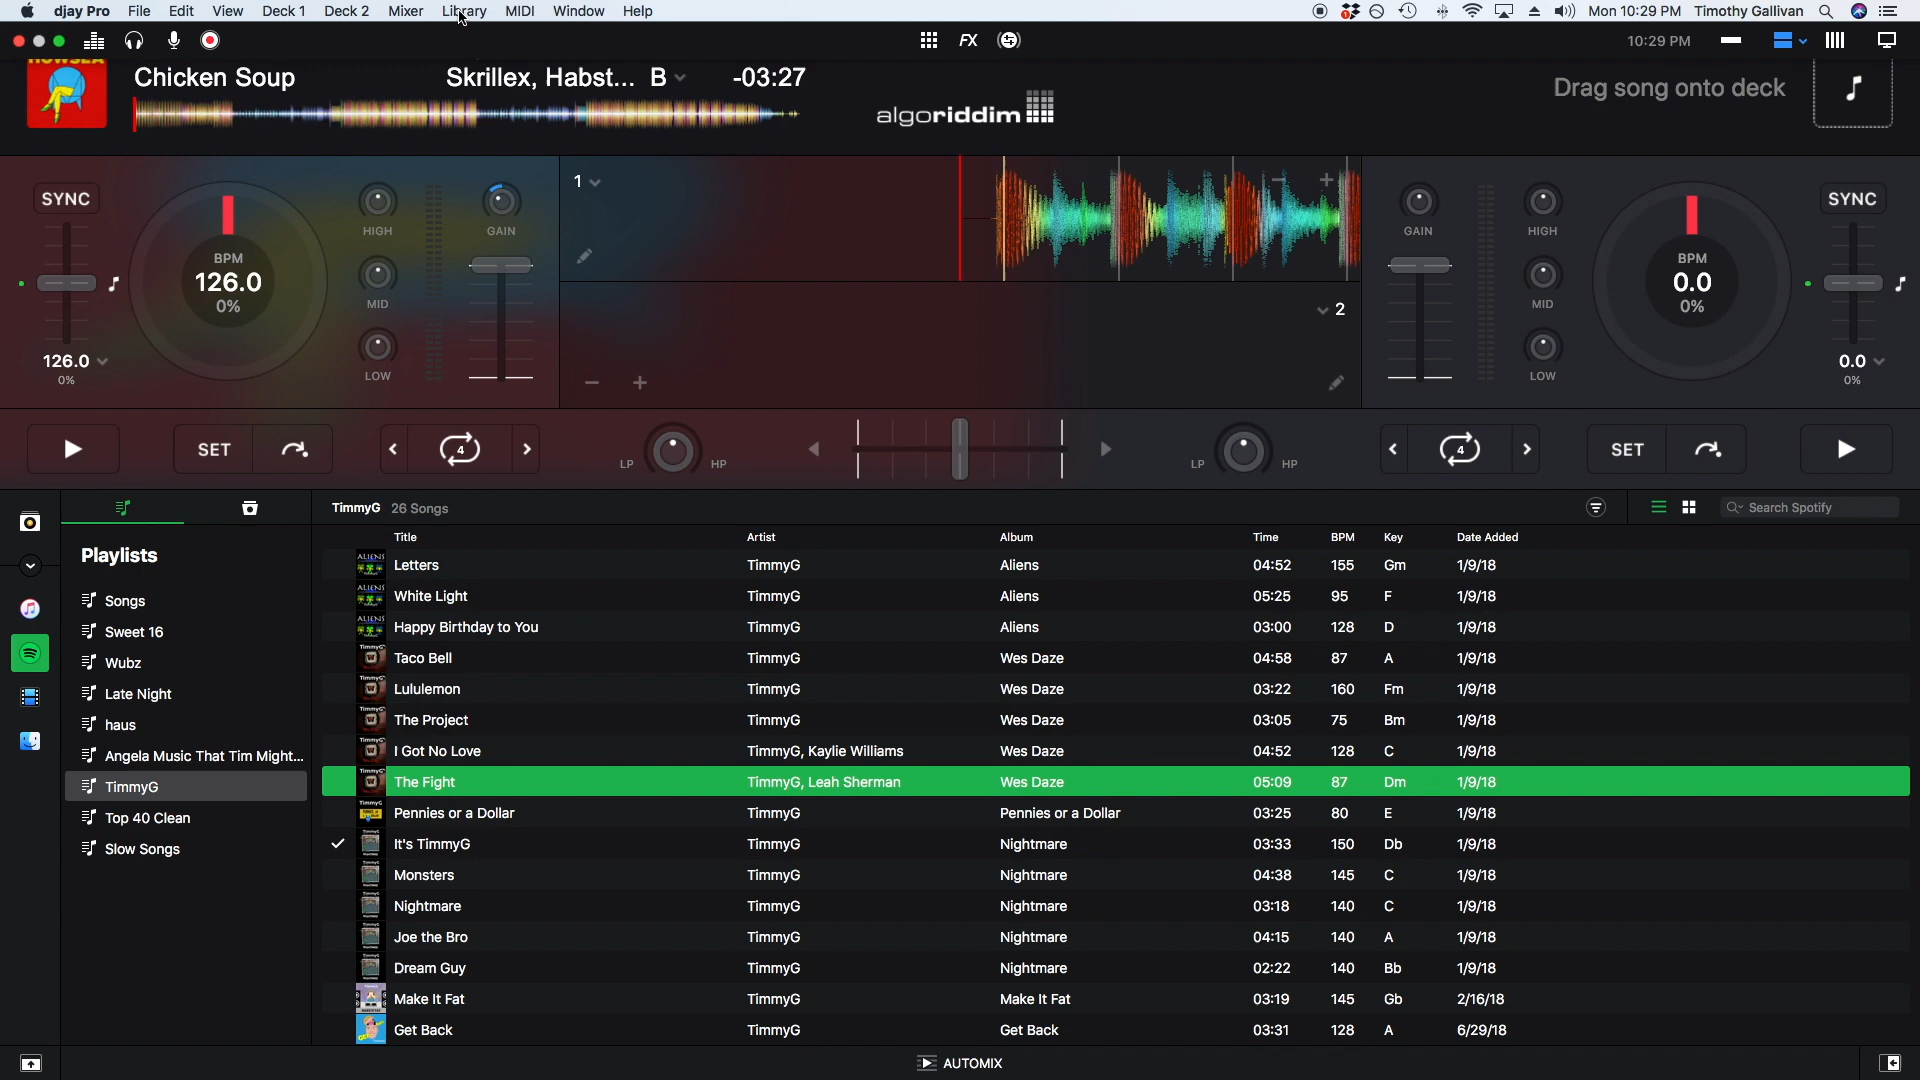 djay Pro File Edit View Deck 1 Deck 2 Mixer Library MIDI Window Help Mon 10:29 PM Timothy Gallivan
FX 10:29 PM
Chicken Soup Skrillex, Habst... B -03:27
algoriddim
Drag song onto deck
SYNC
BPM
126.0
0%
126.0
0%
HIGH
MID
LOW
GAIN
1
2
GAIN
HIGH
MID
LOW
BPM
0.0
0%
SYNC
0.0
0%
SET 4 LP HP LP HP 4 SET
TimmyG 26 Songs Search Spotify
Playlists
Songs
Sweet 16
Wubz
Late Night
haus
Angela Music That Tim Might...
TimmyG
Top 40 Clean
Slow Songs
Title Artist Album Time BPM Key Date Added
Letters TimmyG Aliens 04:52 155 Gm 1/9/18
White Light TimmyG Aliens 05:25 95 F 1/9/18
Happy Birthday to You TimmyG Aliens 03:00 128 D 1/9/18
Taco Bell TimmyG Wes Daze 04:58 87 A 1/9/18
Lululemon TimmyG Wes Daze 03:22 160 Fm 1/9/18
The Project TimmyG Wes Daze 03:05 75 Bm 1/9/18
I Got No Love TimmyG, Kaylie Williams Wes Daze 04:52 128 C 1/9/18
The Fight TimmyG, Leah Sherman Wes Daze 05:09 87 Dm 1/9/18
Pennies or a Dollar TimmyG Pennies or a Dollar 03:25 80 E 1/9/18
It's TimmyG TimmyG Nightmare 03:33 150 Db 1/9/18
Monsters TimmyG Nightmare 04:38 145 C 1/9/18
Nightmare TimmyG Nightmare 03:18 140 C 1/9/18
Joe the Bro TimmyG Nightmare 04:15 140 A 1/9/18
Dream Guy TimmyG Nightmare 02:22 140 Bb 1/9/18
Make It Fat TimmyG Make It Fat 03:19 145 Gb 2/16/18
Get Back TimmyG Get Back 03:31 128 A 6/29/18
AUTOMIX